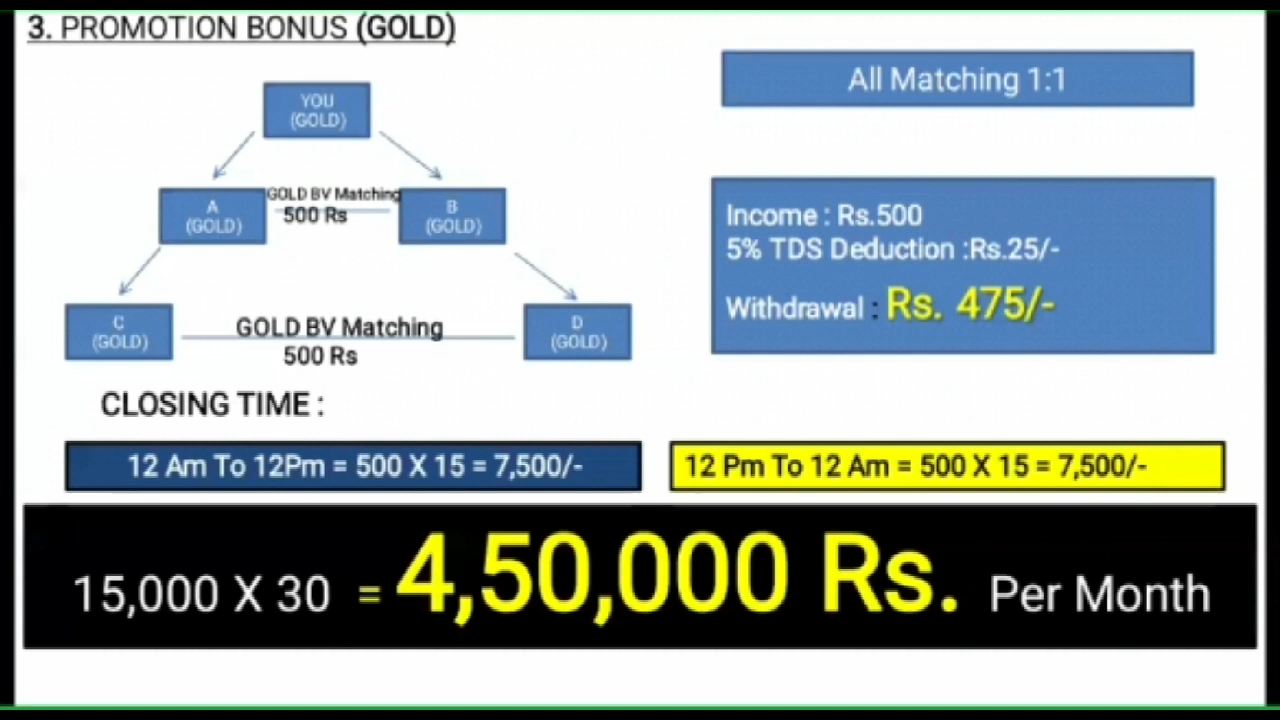 3. PROMOTION BONUS (GOLD)
All Matching 1:1
YOU
(GOLD)
GOLD BV Matching
500 Rs
A
(GOLD)
B
(GOLD)
Income : Rs.500
5% TDS Deduction :Rs.25/-
Withdrawal : Rs. 475/-
C
(GOLD)
GOLD BV Matching
500 Rs
D
(GOLD)
CLOSING TIME :
12 Am To 12Pm = 500 X 15 = 7,500/-
12 Pm To 12 Am = 500 X 15 = 7,500/-
15,000 X 30 = 4,50,000 Rs. Per Month